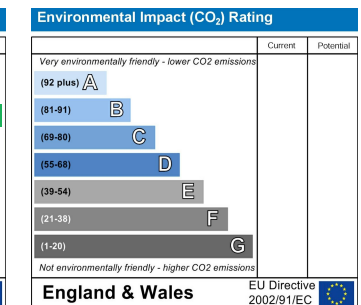 Environmental Impact (CO₂) Rating
Current Potential
Very environmentally friendly - lower CO2 emissions
(92 plus) A
(81-91) B
(69-80) C
(55-68) D
(39-54) E
(21-38) F
(1-20) G
Not environmentally friendly - higher CO2 emissions
England & Wales
EU Directive
2002/91/EC